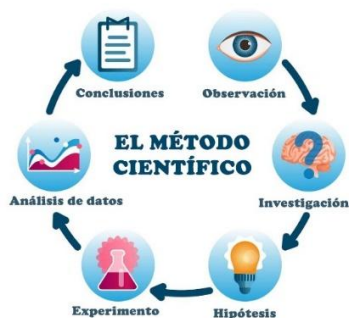 EL MÉTODO
CIENTÍFICO
Observación
Investigación
Hipótesis
Experimento
Análisis de datos
Conclusiones